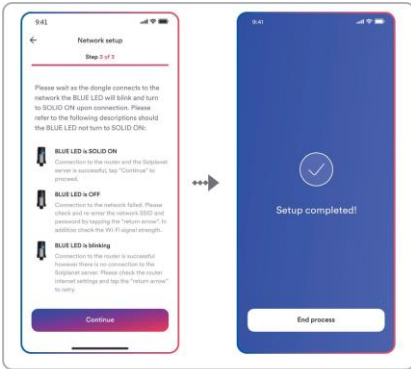 9:41
Network setup
Step 3 of 3
Please wait as the dongle connects to the
network the BLUE LED will blink and turn
to SOLID ON upon connection. Please
refer to the following descriptions should
the BLUE LED not turn to SOLID ON:
BLUE LED is SOLID ON
Connection to the router and the Solplanet
server is successful, tap "Continue" to
proceed.
BLUE LED is OFF
Connection to the network failed. Please
check and re-enter the network SSID and
password by tapping the "return arrow". In
addition check the Wi-Fi signal strength.
BLUE LED is blinking
Connection to the router is successful
however there is no connection to the
Solplanet server. Please check the router
internet settings and tap the "return arrow"
to retry.
Continue
9:41
Setup completed!
End process